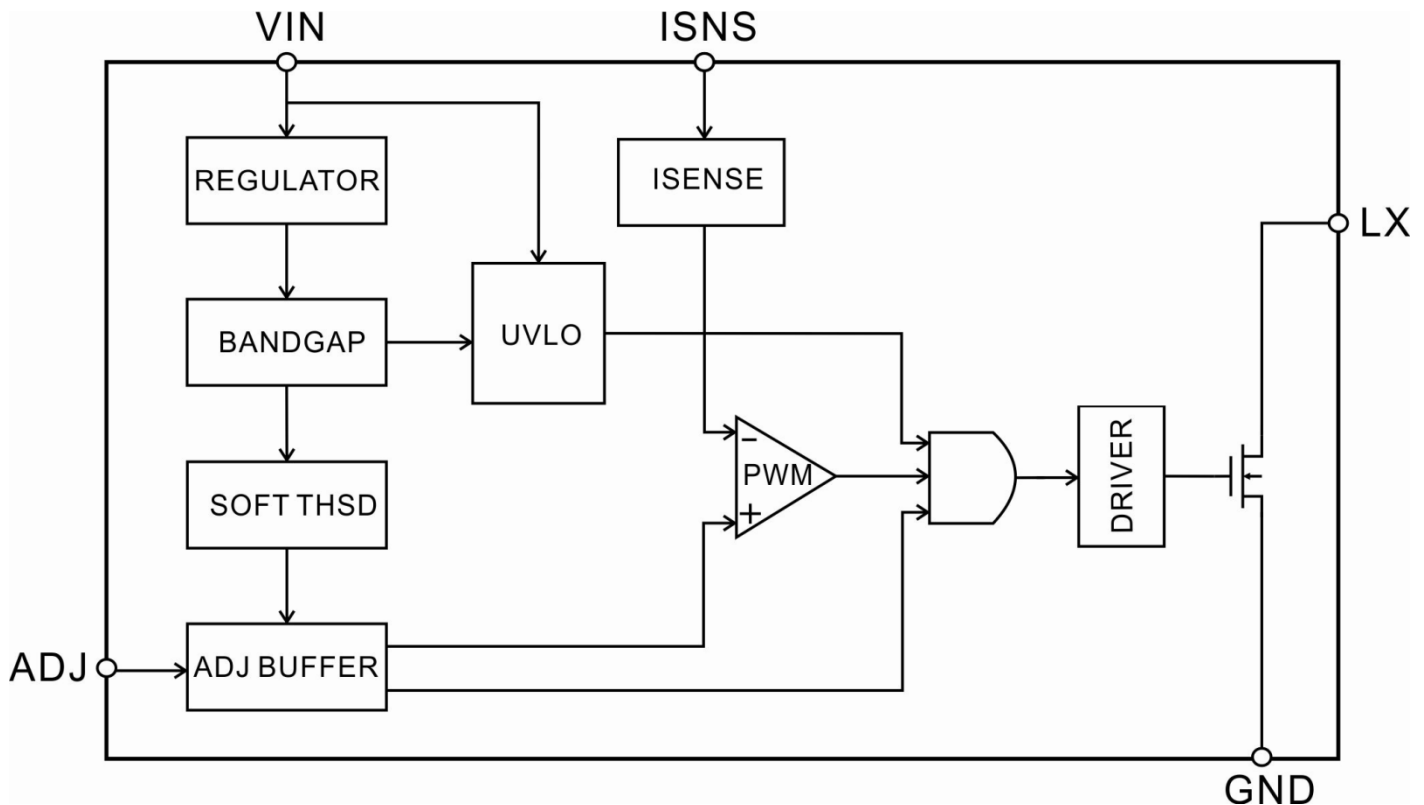 VIN
ISNS
REGULATOR
ISENSE
LX
BANDGAP
UVLO
SOFT THSD
-
PWM
+
DRIVER
ADJ
ADJ BUFFER
GND